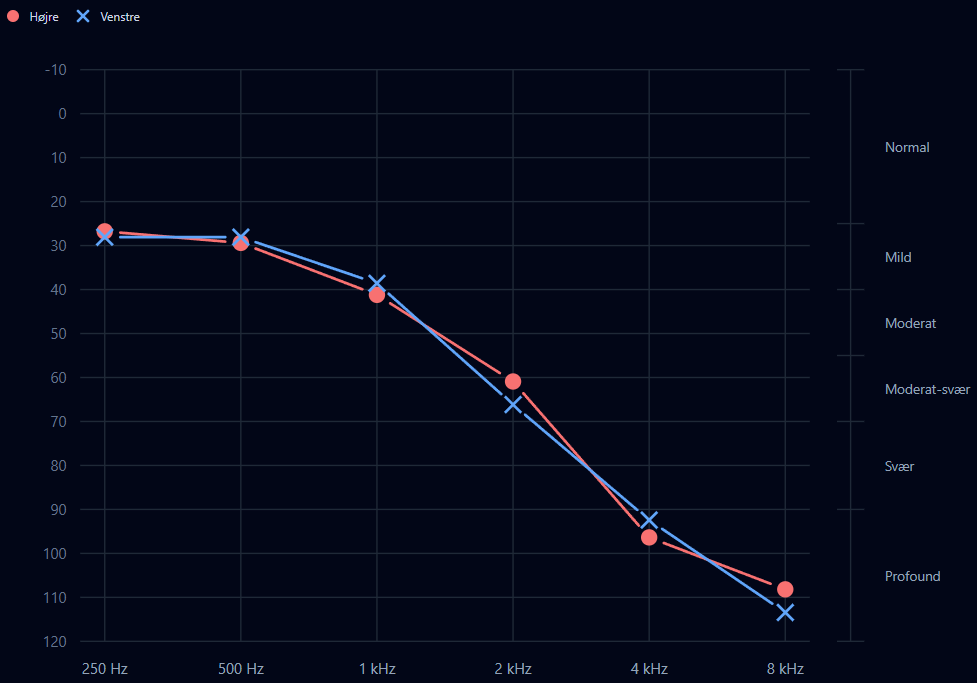 Højre Venstre
-10
0
10
20
30
40
50
60
70
80
90
100
110
120
250 Hz 500 Hz 1 kHz 2 kHz 4 kHz 8 kHz
Normal
Mild
Moderat
Moderat-svær
Svær
Profound